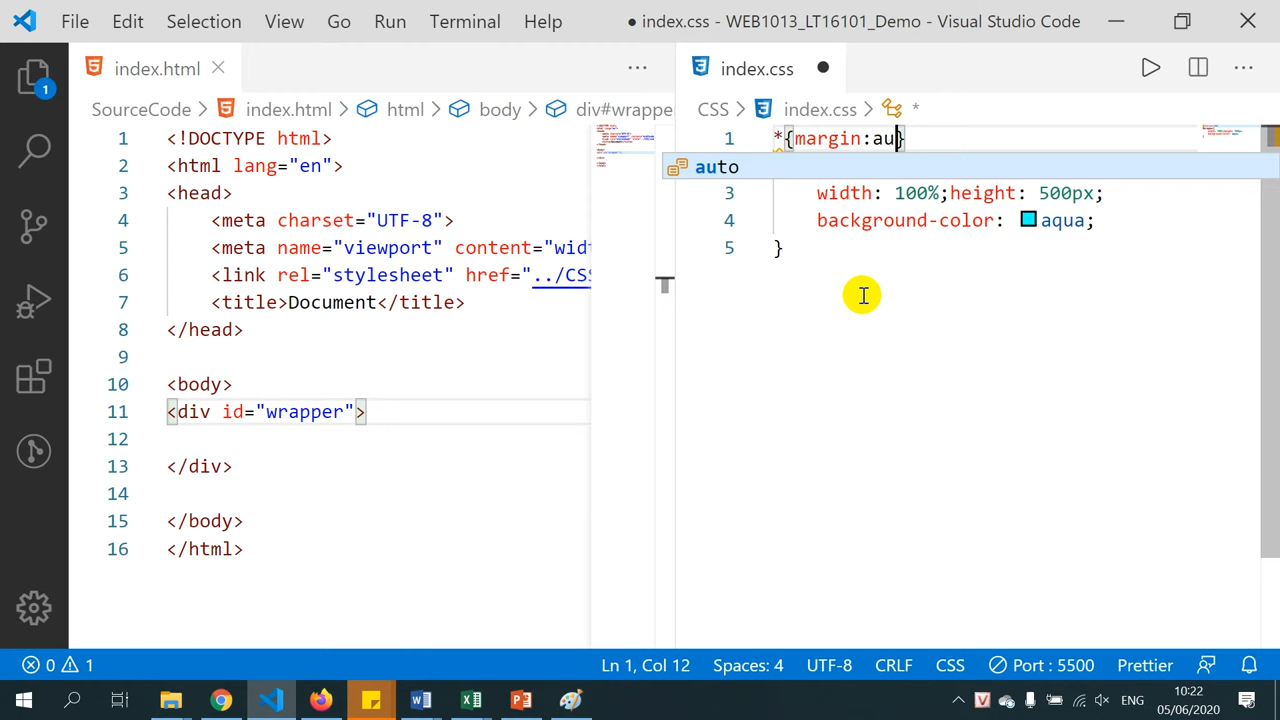 File Edit Selection View Go Run Terminal Help ● index.css - WEB1013_LT16101_Demo - Visual Studio Code
index.html
index.css
SourceCode > index.html > html > body > div#wrapper
CSS > index.css > *
1 <!DOCTYPE html>
2 <html lang="en">
3 <head>
4 <meta charset="UTF-8">
5 <meta name="viewport" content="wid
6 <link rel="stylesheet" href="../CSS
7 <title>Document</title>
8 </head>
9
10 <body>
11 <div id="wrapper">
12
13 </div>
14
15 </body>
16 </html>
1 *{margin:au}
auto
3 width: 100%;height: 500px;
4 background-color: aqua;
5 }
1
0 1 Ln 1, Col 12 Spaces: 4 UTF-8 CRLF CSS Port : 5500 Prettier
ENG
10:22
05/06/2020